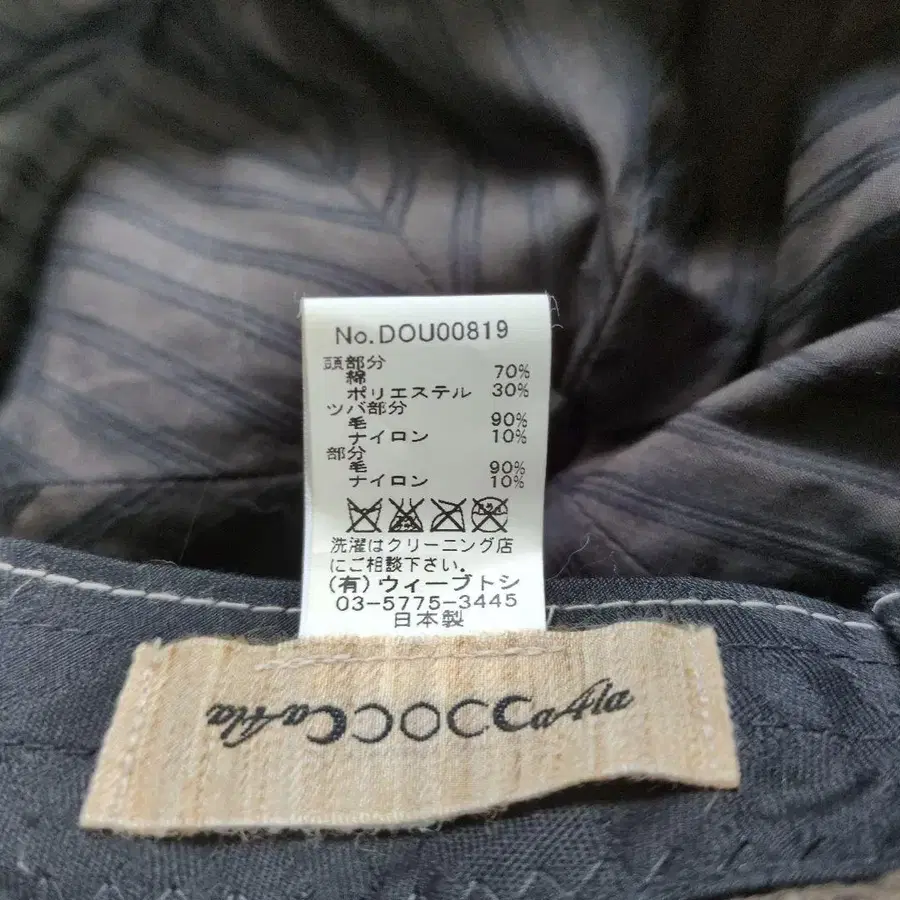 No.DOU00819
頭部分
綿 70%
ポリエステル 30%
ツバ部分
毛 90%
ナイロン 10%
部分
毛 90%
ナイロン 10%
洗濯はクリーニング店
にご相談下さい。
(有)ウィーブトシ
03-5775-3445
日本製
CA4la CA4la